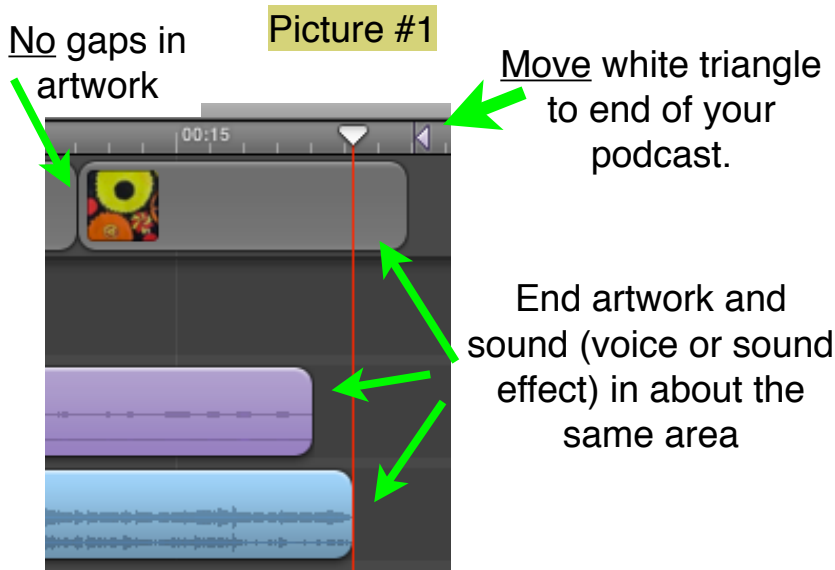 Picture #1
No gaps in
artwork
Move white triangle
to end of your
podcast.
00:15
End artwork and
sound (voice or sound
effect) in about the
same area